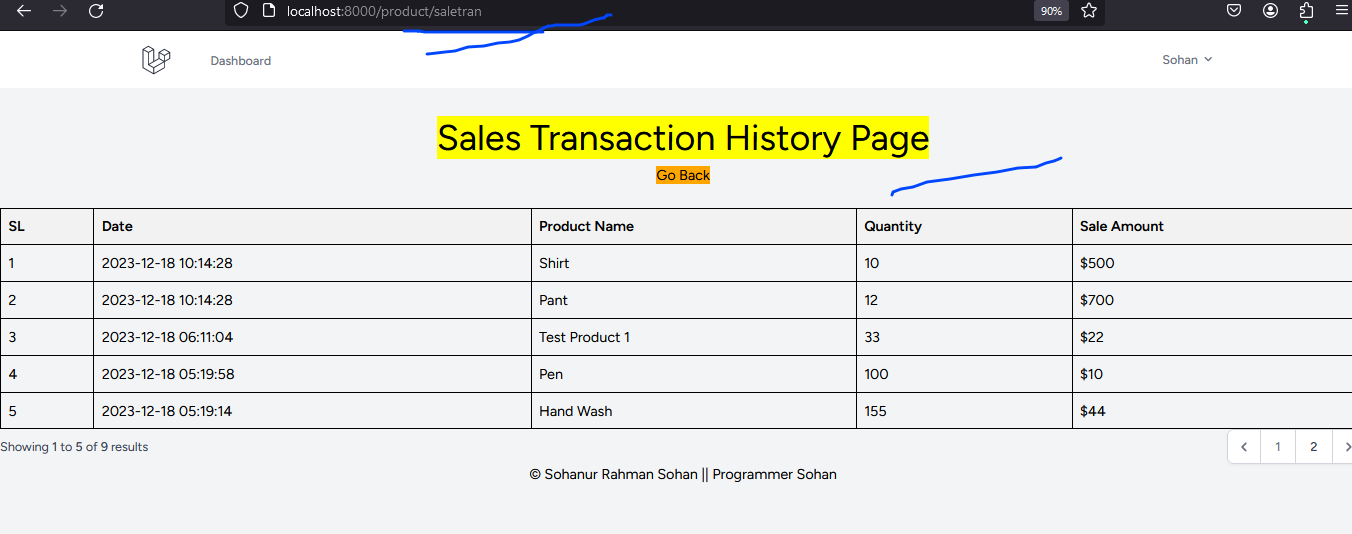 localhost:8000/product/saletran
90%
Dashboard
Sohan
Sales Transaction History Page
Go Back
SL Date Product Name Quantity Sale Amount
1 2023-12-18 10:14:28 Shirt 10 $500
2 2023-12-18 10:14:28 Pant 12 $700
3 2023-12-18 06:11:04 Test Product 1 33 $22
4 2023-12-18 05:19:58 Pen 100 $10
5 2023-12-18 05:19:14 Hand Wash 155 $44
Showing 1 to 5 of 9 results
1 2
© Sohanur Rahman Sohan || Programmer Sohan